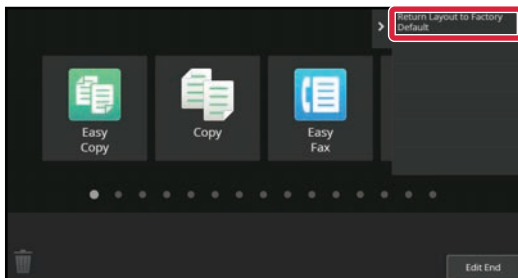 Return Layout to Factory
Default
Easy
Copy
Copy
Easy
Fax
Edit End